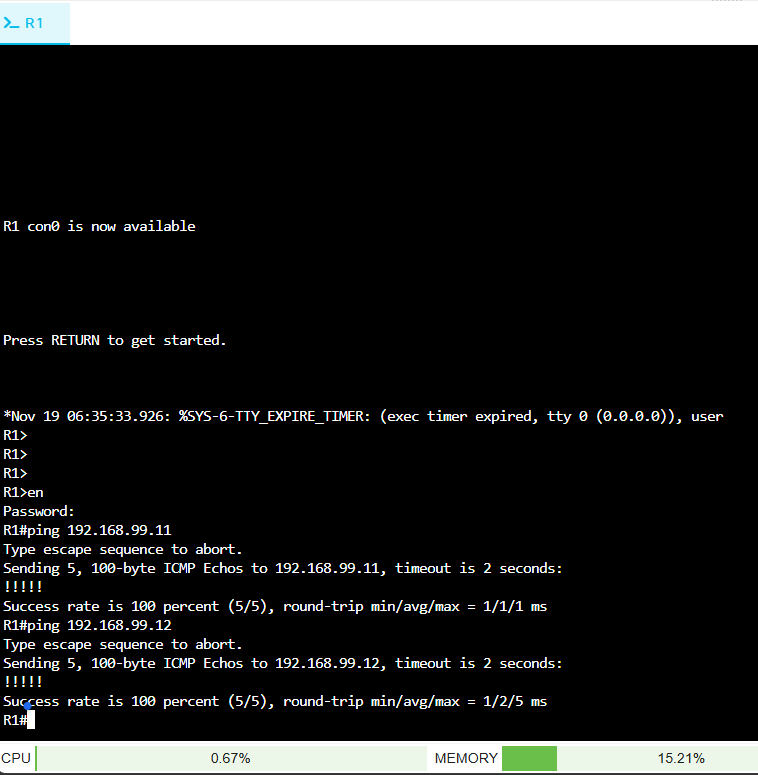 >_ R1
R1 con0 is now available
Press RETURN to get started.
*Nov 19 06:35:33.926: %SYS-6-TTY_EXPIRE_TIMER: (exec timer expired, tty 0 (0.0.0.0)), user
R1>
R1>
R1>
R1>en
Password:
R1#ping 192.168.99.11
Type escape sequence to abort.
Sending 5, 100-byte ICMP Echos to 192.168.99.11, timeout is 2 seconds:
!!!!!
Success rate is 100 percent (5/5), round-trip min/avg/max = 1/1/1 ms
R1#ping 192.168.99.12
Type escape sequence to abort.
Sending 5, 100-byte ICMP Echos to 192.168.99.12, timeout is 2 seconds:
!!!!!
Success rate is 100 percent (5/5), round-trip min/avg/max = 1/2/5 ms
R1#
CPU 0.67% MEMORY 15.21%